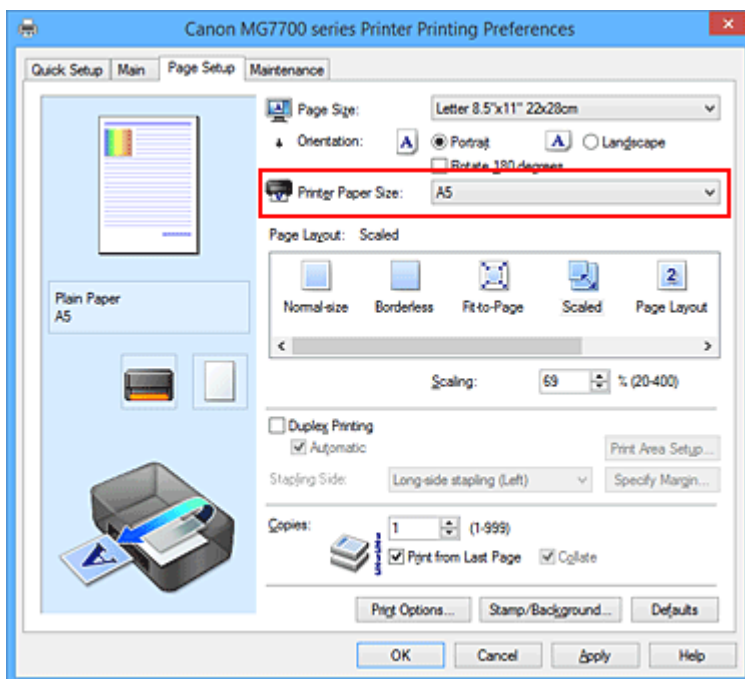 Canon MG7700 series Printer Printing Preferences
Quick Setup Main Page Setup Maintenance
Page Size: Letter 8.5"x11" 22x28cm
Orientation: A Portrait A Landscape
Rotate 180 degrees
Printer Paper Size: A5
Page Layout: Scaled
Normal-size Borderless Fit-to-Page Scaled Page Layout
Plain Paper
A5
Scaling: 69 % (20-400)
Duplex Printing
Automatic Print Area Setup...
Stapling Side: Long-side stapling (Left) Specify Margin...
Copies: 1 (1-999)
Print from Last Page Collate
Print Options... Stamp/Background... Defaults
OK Cancel Apply Help